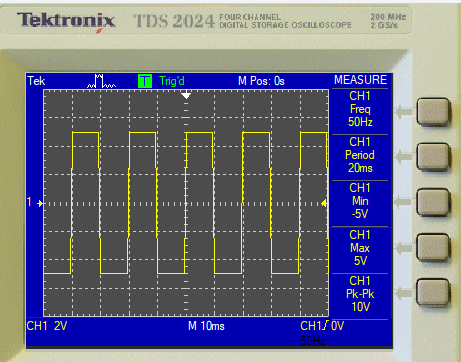 Tektronix TDS 2024 FOUR CHANNEL DIGITAL STORAGE OSCILLOSCOPE 200 MHz 2 GS/s
Tek T Trig'd M Pos: 0s MEASURE
CH1
Freq
50Hz
CH1
Period
20ms
CH1
Min
-5V
CH1
Max
5V
CH1
Pk-Pk
10V
1
CH1 2V M 10ms CH1 0V
50Hz